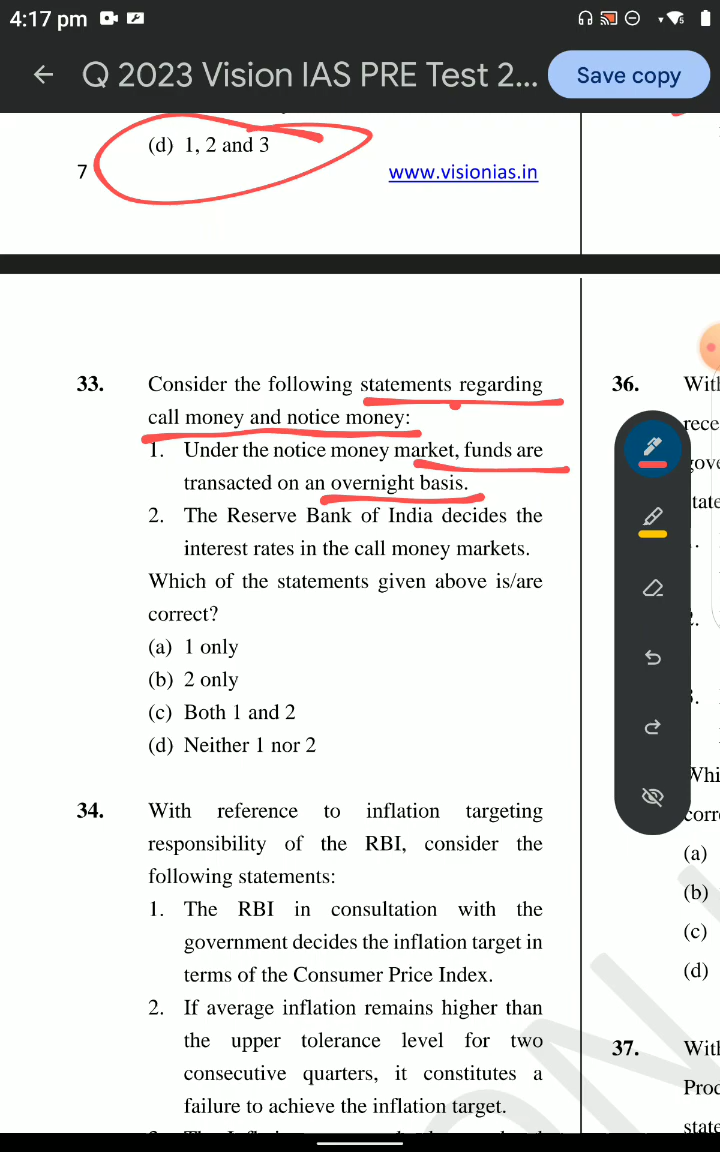 4:17 pm
Q 2023 Vision IAS PRE Test 2...
Save copy
(d) 1, 2 and 3
7
www.visionias.in
33. Consider the following statements regarding
call money and notice money:
1. Under the notice money market, funds are
transacted on an overnight basis.
2. The Reserve Bank of India decides the
interest rates in the call money markets.
Which of the statements given above is/are
correct?
(a) 1 only
(b) 2 only
(c) Both 1 and 2
(d) Neither 1 nor 2
34. With reference to inflation targeting
responsibility of the RBI, consider the
following statements:
1. The RBI in consultation with the
government decides the inflation target in
terms of the Consumer Price Index.
2. If average inflation remains higher than
the upper tolerance level for two
consecutive quarters, it constitutes a
failure to achieve the inflation target.
36.
(a)
(b)
(c)
(d)
37.